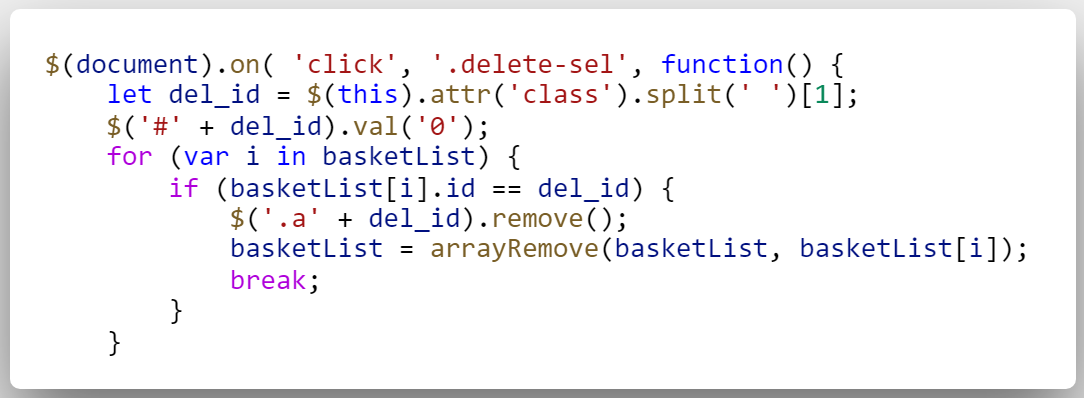 $(document).on( 'click', '.delete-sel', function() {
    let del_id = $(this).attr('class').split(' ')[1];
    $('#' + del_id).val('0');
    for (var i in basketList) {
        if (basketList[i].id == del_id) {
            $('.a' + del_id).remove();
            basketList = arrayRemove(basketList, basketList[i]);
            break;
        }
    }